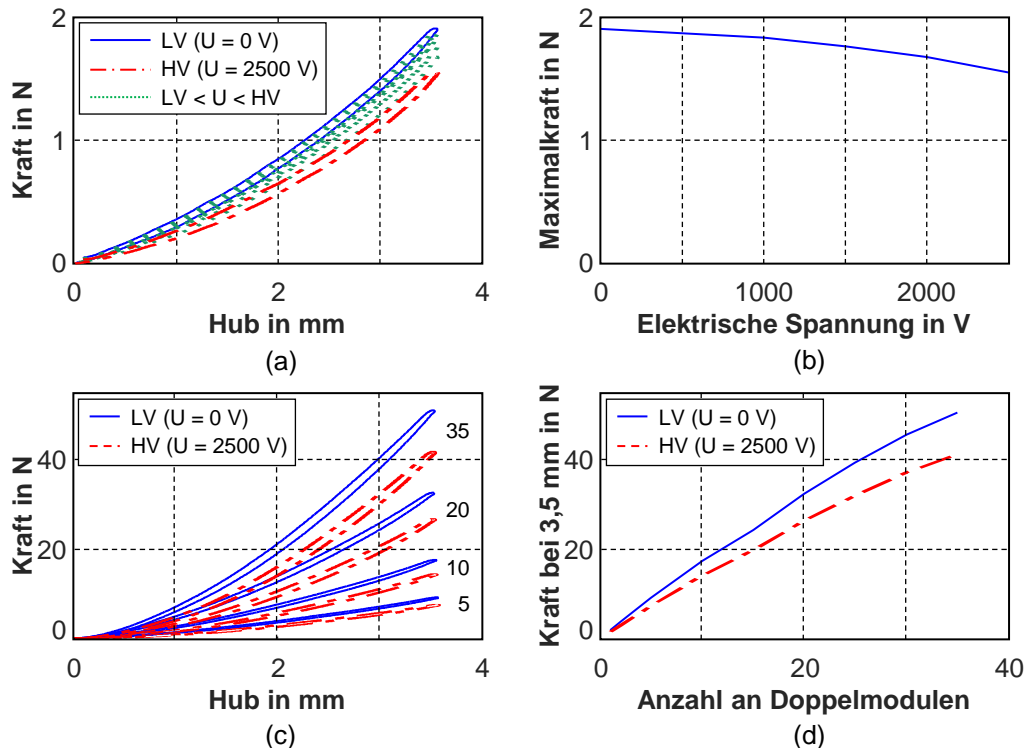 2
1
0
Kraft in N
LV (U = 0 V)
HV (U = 2500 V)
LV < U < HV
0
2
4
Hub in mm
(a)
2
1
0
Maximalkraft in N
0
1000
2000
Elektrische Spannung in V
(b)
40
20
0
Kraft in N
LV (U = 0 V)
HV (U = 2500 V)
35
20
10
5
0
2
4
Hub in mm
(c)
40
20
0
Kraft bei 3,5 mm in N
LV (U = 0 V)
HV (U = 2500 V)
0
20
40
Anzahl an Doppelmodulen
(d)